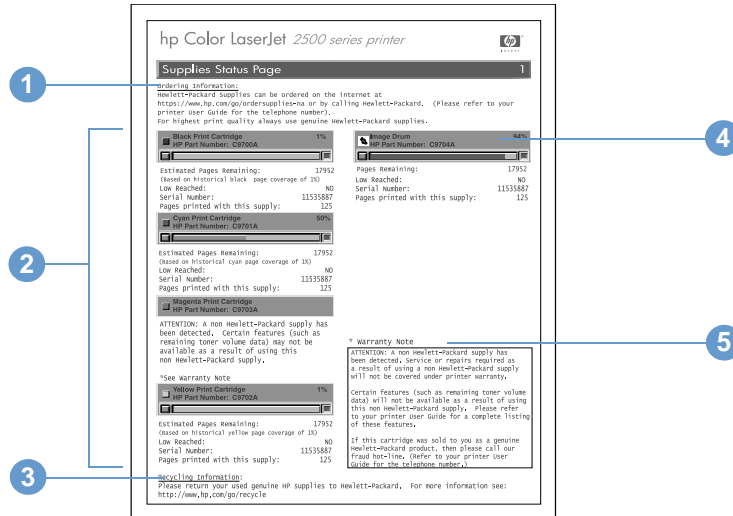 hp Color LaserJet 2500 series printer
hp
invent
Supplies Status Page 1
1
Ordering Information:
Hewlett-Packard Supplies can be ordered on the internet at
https://www.hp.com/go/ordersupplies-na or by calling Hewlett-Packard. (Please refer to your
printer User Guide for the telephone number).
For highest print quality always use genuine Hewlett-Packard supplies.
2
Black Print Cartridge 1%
HP Part Number: C9700A
Estimated Pages Remaining: 17952
(Based on historical black page coverage of 1%)
Low Reached: NO
Serial Number: 11535887
Pages printed with this supply: 125
Cyan Print Cartridge 50%
HP Part Number: C9701A
Estimated Pages Remaining: 17952
(Based on historical cyan page coverage of 1%)
Low Reached: NO
Serial Number: 11535887
Pages printed with this supply: 125
Magenta Print Cartridge
HP Part Number: C9703A
ATTENTION: A non Hewlett-Packard supply has
been detected. Certain features (such as
remaining toner volume data) may not be
available as a result of using this
non Hewlett-Packard supply.
*See Warranty Note
Yellow Print Cartridge 1%
HP Part Number: C9702A
Estimated Pages Remaining: 17952
(Based on historical yellow page coverage of 1%)
Low Reached: NO
Serial Number: 11535887
Pages printed with this supply: 125
4
Image Drum 94%
HP Part Number: C9704A
Pages Remaining: 17952
Low Reached: NO
Serial Number: 11535887
Pages printed with this supply: 125
5
* Warranty Note
ATTENTION: A non Hewlett-Packard supply has
been detected. Service or repairs required as
a result of using a non Hewlett-Packard supply
will not be covered under printer warranty.
Certain features (such as remaining toner volume
data) will not be available as a result of using
this non Hewlett-Packard supply. Please refer
to your printer User Guide for a complete listing
of these features.
If this cartridge was sold to you as a genuine
Hewlett-Packard product, then please call our
fraud hot-line. (Refer to your printer User
Guide for the telephone number.)
3
Recycling Information:
Please return your used genuine HP supplies to Hewlett-Packard. For more information see:
http://www.hp.com/go/recycle